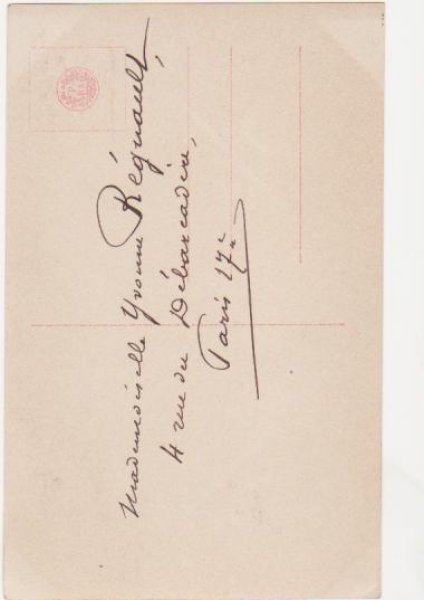 Mademoiselle Yvonne Régnault,
4 rue du Débarcadère,
Paris 17e